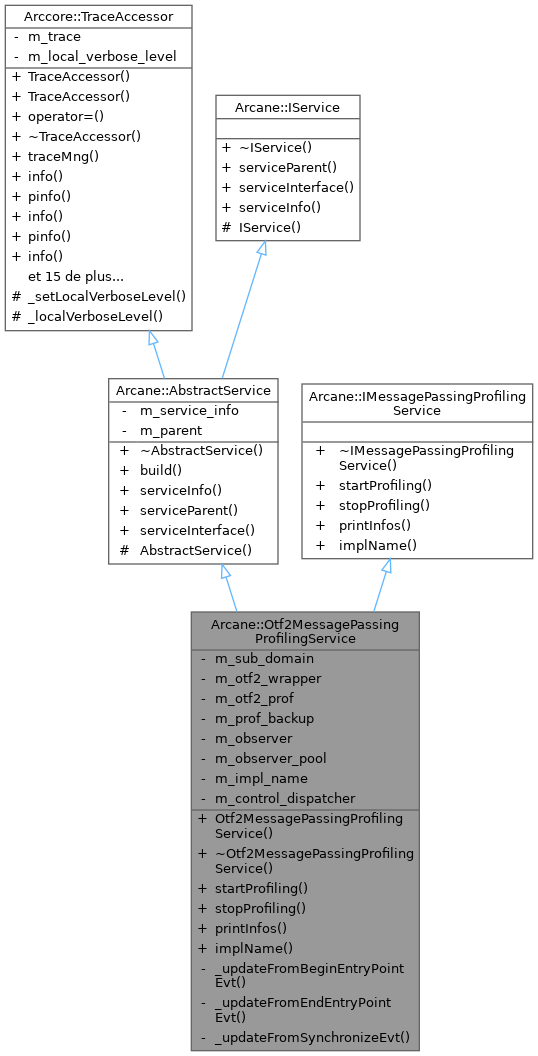 Arccore::TraceAccessor
- m_trace
- m_local_verbose_level
+ TraceAccessor()
+ TraceAccessor()
+ operator=()
+ ~TraceAccessor()
+ traceMng()
+ info()
+ pinfo()
+ info()
+ pinfo()
+ info()
et 15 de plus...
# _setLocalVerboseLevel()
# _localVerboseLevel()
Arcane::IService
+ ~IService()
+ serviceParent()
+ serviceInterface()
+ serviceInfo()
# IService()
Arcane::AbstractService
- m_service_info
- m_parent
+ ~AbstractService()
+ build()
+ serviceInfo()
+ serviceParent()
+ serviceInterface()
# AbstractService()
Arcane::IMessagePassingProfiling
Service
+ ~IMessagePassingProfiling
Service()
+ startProfiling()
+ stopProfiling()
+ printInfos()
+ implName()
Arcane::Otf2MessagePassing
ProfilingService
- m_sub_domain
- m_otf2_wrapper
- m_otf2_prof
- m_prof_backup
- m_observer
- m_observer_pool
- m_impl_name
- m_control_dispatcher
+ Otf2MessagePassingProfiling
Service()
+ ~Otf2MessagePassingProfiling
Service()
+ startProfiling()
+ stopProfiling()
+ printInfos()
+ implName()
- _updateFromBeginEntryPoint
Evt()
- _updateFromEndEntryPoint
Evt()
- _updateFromSynchronizeEvt()